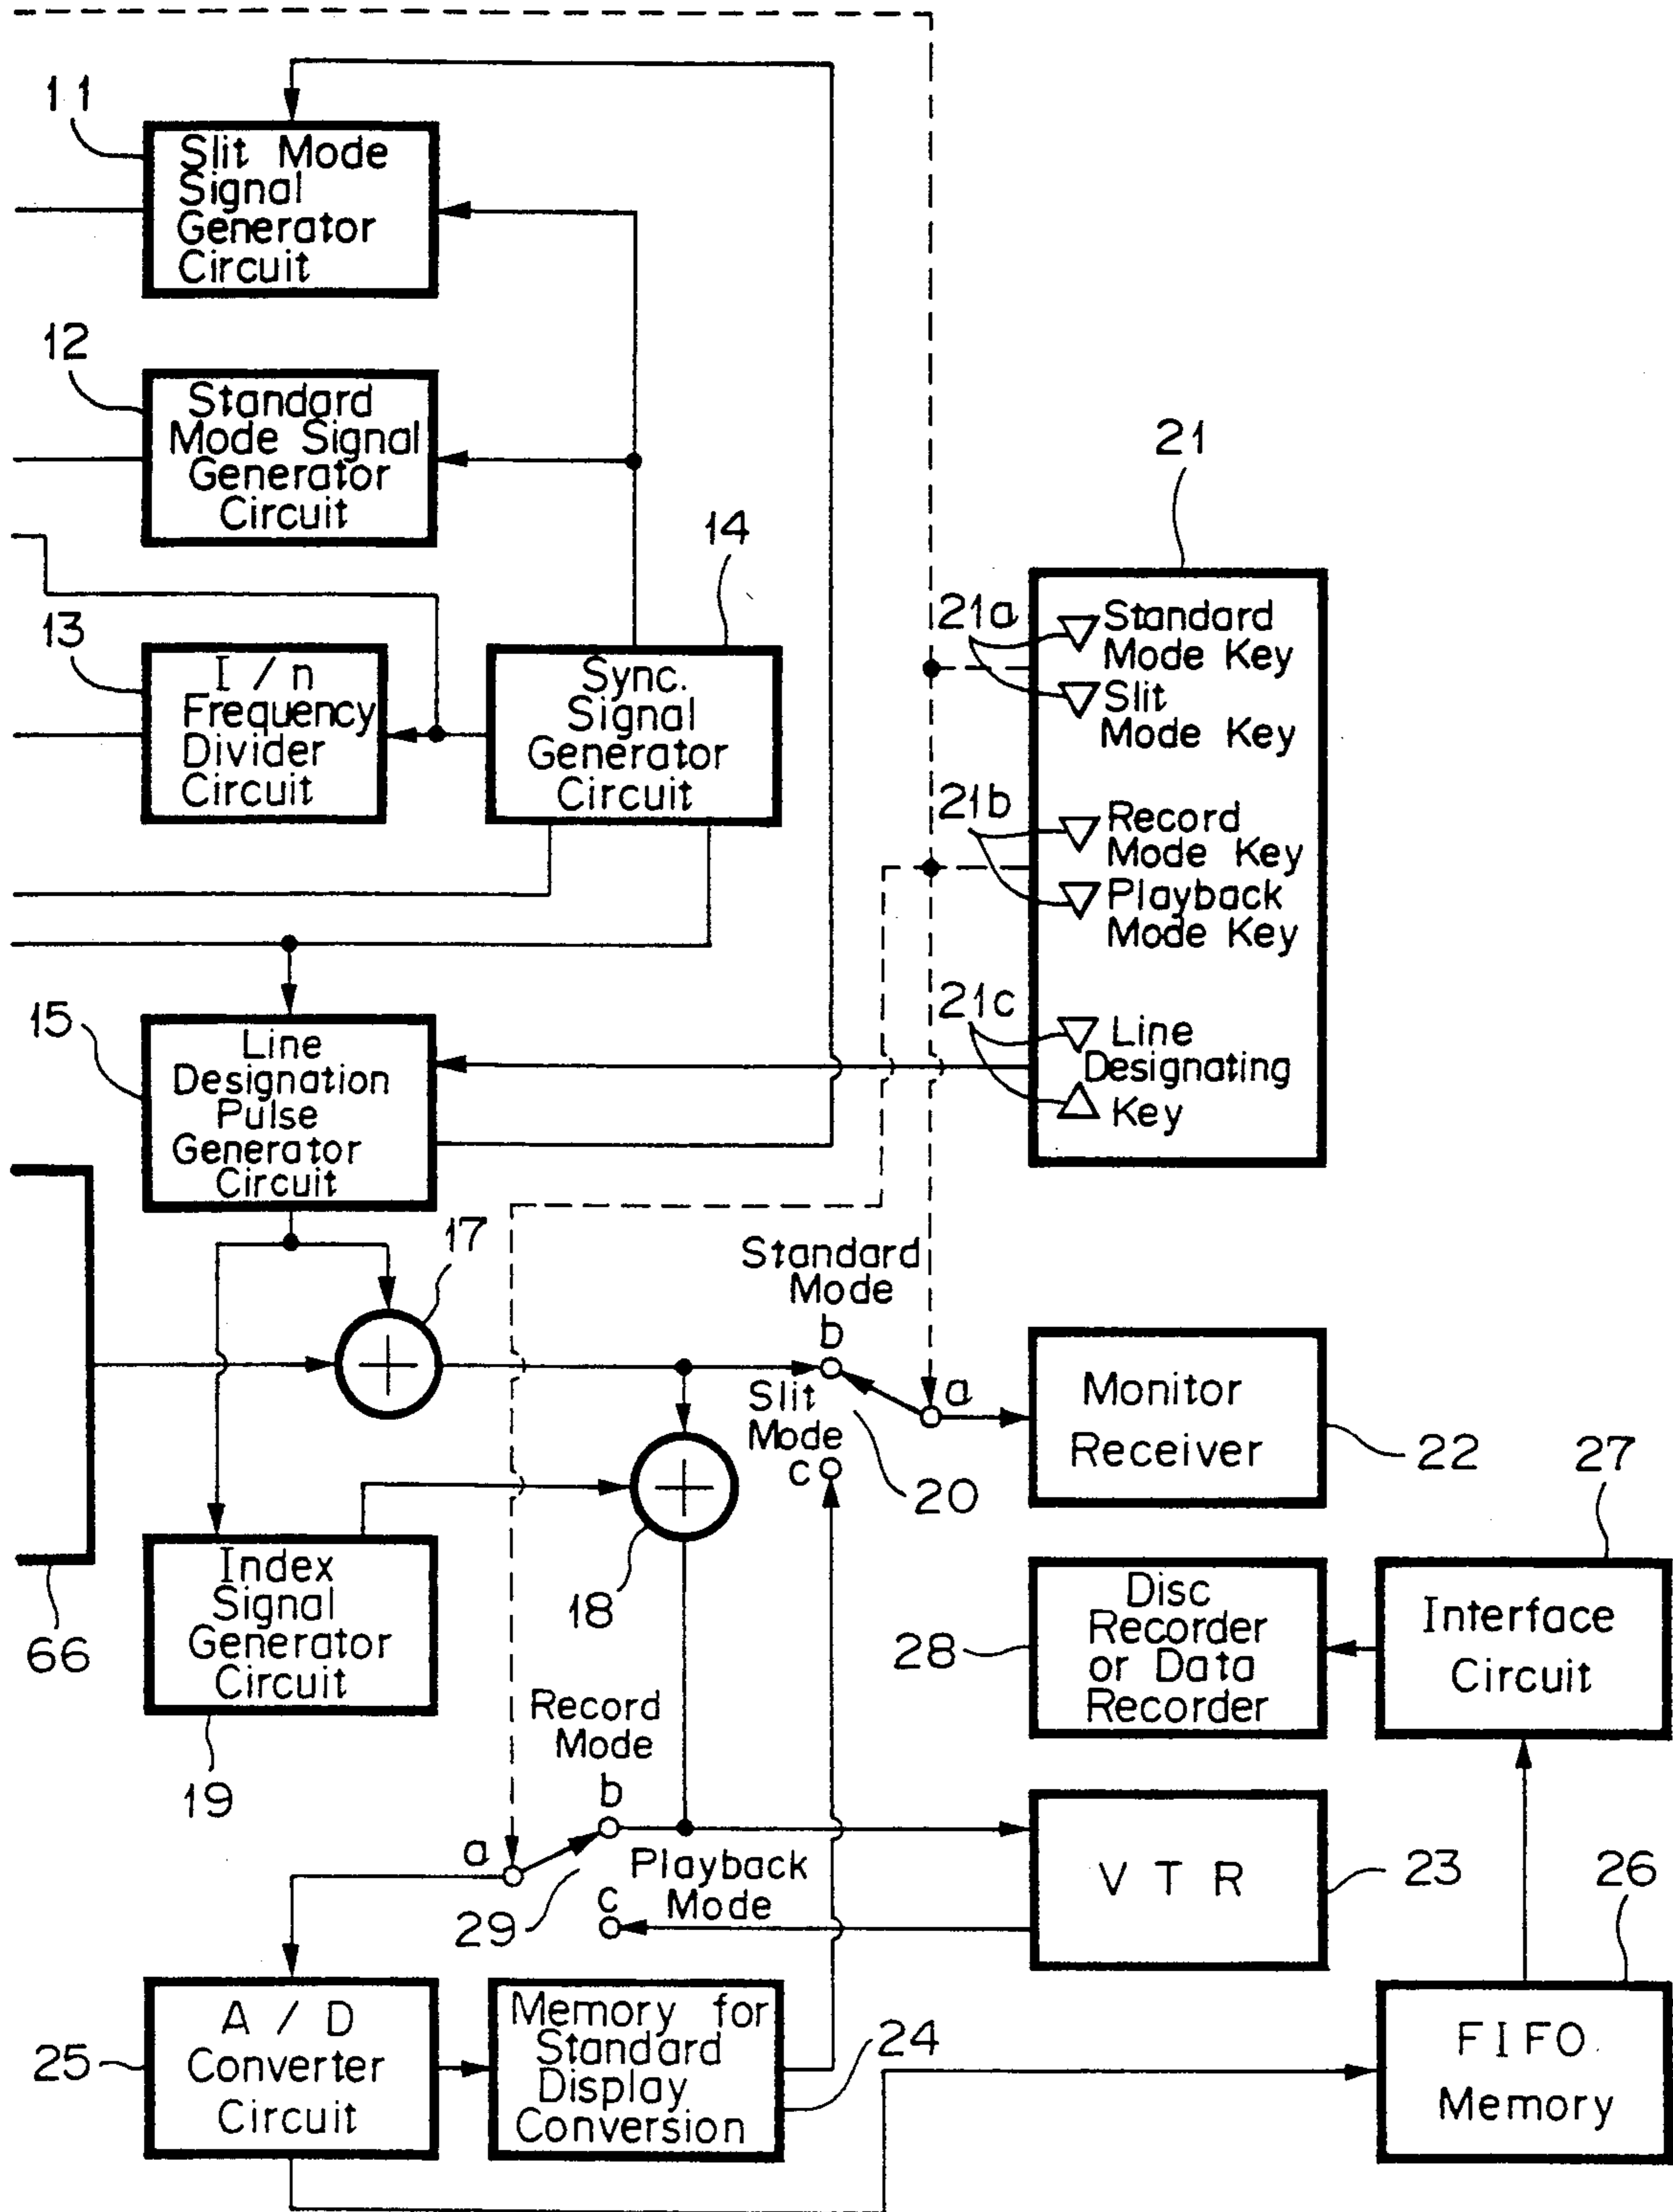 11
Slit Mode
Signal
Generator
Circuit
12
Standard
Mode Signal
Generator
Circuit
13
I / n
Frequency
Divider
Circuit
14
Sync.
Signal
Generator
Circuit
21
21a
Standard
Mode Key
Slit
Mode Key
21b
Record
Mode Key
Playback
Mode Key
21c
Line
Designating
Key
15
Line
Designation
Pulse
Generator
Circuit
17
Standard
Mode
b
Slit
Mode
c
a
20
Monitor
Receiver
22
66
Index
Signal
Generator
Circuit
19
18
28
Disc
Recorder
or Data
Recorder
27
Interface
Circuit
Record
Mode
b
a
Playback
Mode
c
29
V T R
23
26
FIFO
Memory
25
A / D
Converter
Circuit
Memory for
Standard
Display
Conversion
24